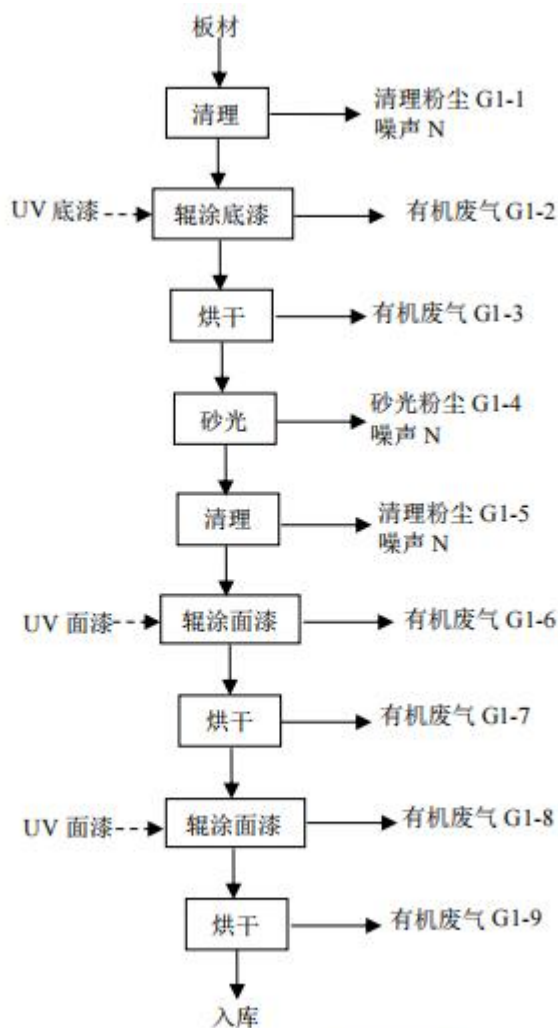 板材
清理
清理粉尘 G1-1
噪声 N
UV 底漆
辊涂底漆
有机废气 G1-2
烘干
有机废气 G1-3
砂光
砂光粉尘 G1-4
噪声 N
清理
清理粉尘 G1-5
噪声 N
UV 面漆
辊涂面漆
有机废气 G1-6
烘干
有机废气 G1-7
UV 面漆
辊涂面漆
有机废气 G1-8
烘干
有机废气 G1-9
入库